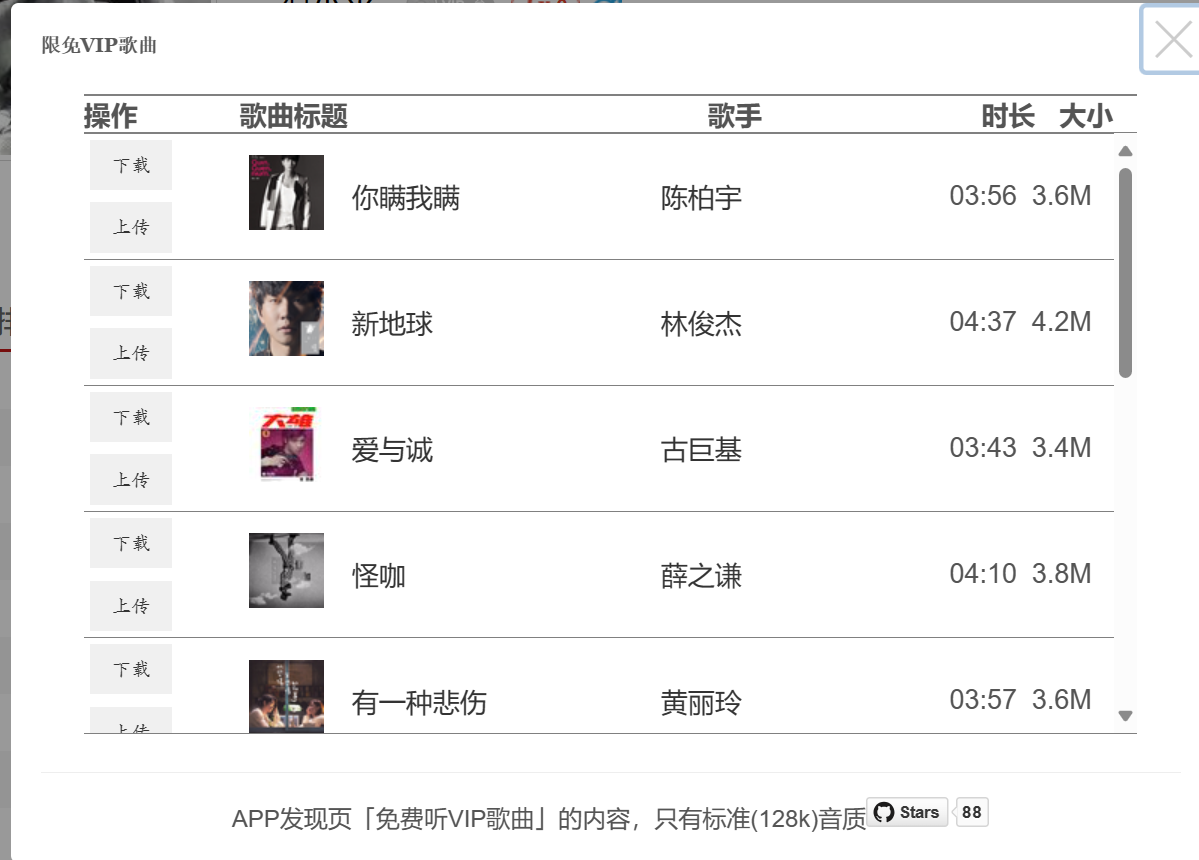 限免VIP歌曲
操作 歌曲标题 歌手 时长 大小
下载
你瞒我瞒 陈柏宇 03:56 3.6M
上传
下载
新地球 林俊杰 04:37 4.2M
上传
下载
大雄
爱与诚 古巨基 03:43 3.4M
上传
下载
怪咖 薛之谦 04:10 3.8M
上传
下载
有一种悲伤 黄丽玲 03:57 3.6M
上传
APP发现页「免费听VIP歌曲」的内容，只有标准(128k)音质 Stars 88